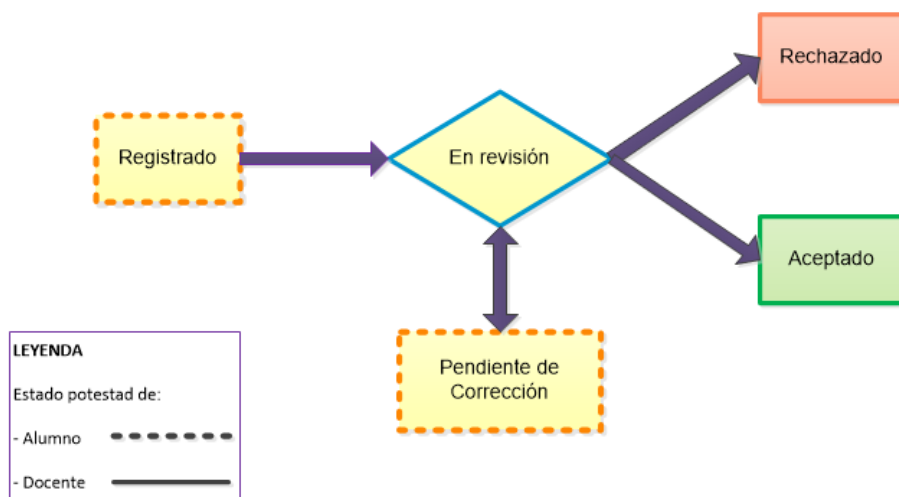 Rechazado
Registrado
En revisión
Aceptado
Pendiente de
Corrección
LEYENDA
Estado potestad de:
- Alumno
- Docente